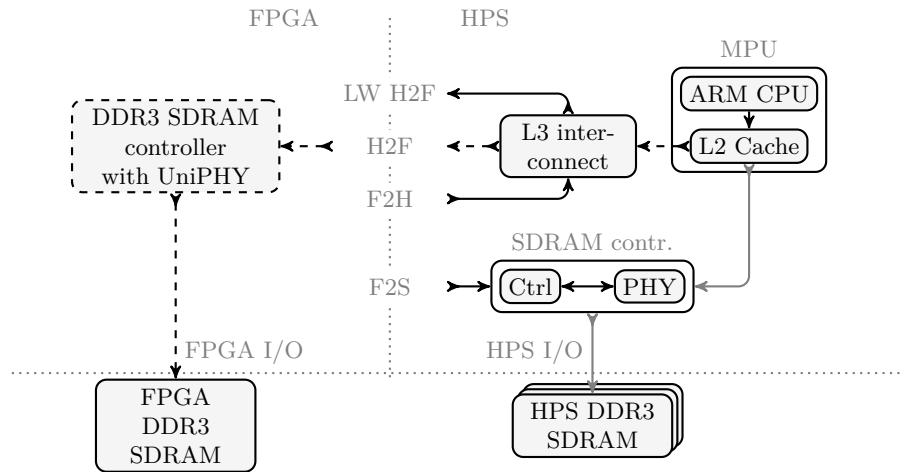 FPGA
HPS
MPU
LW H2F
ARM CPU
DDR3 SDRAM
controller
with UniPHY
H2F
L3 inter-
connect
L2 Cache
F2H
SDRAM contr.
F2S
Ctrl
PHY
FPGA I/O
HPS I/O
FPGA
DDR3
SDRAM
HPS DDR3
SDRAM